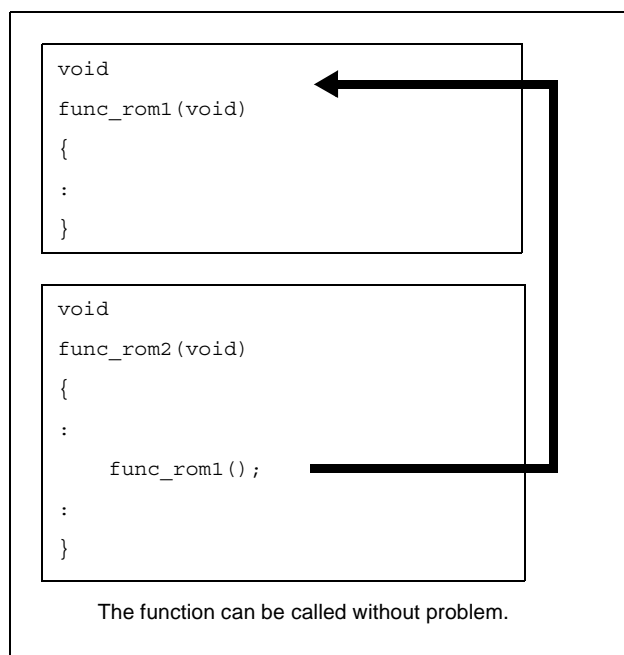 void
func_rom1(void)
{
:
}
void
func_rom2(void)
{
:
func_rom1();
:
}
The function can be called without problem.